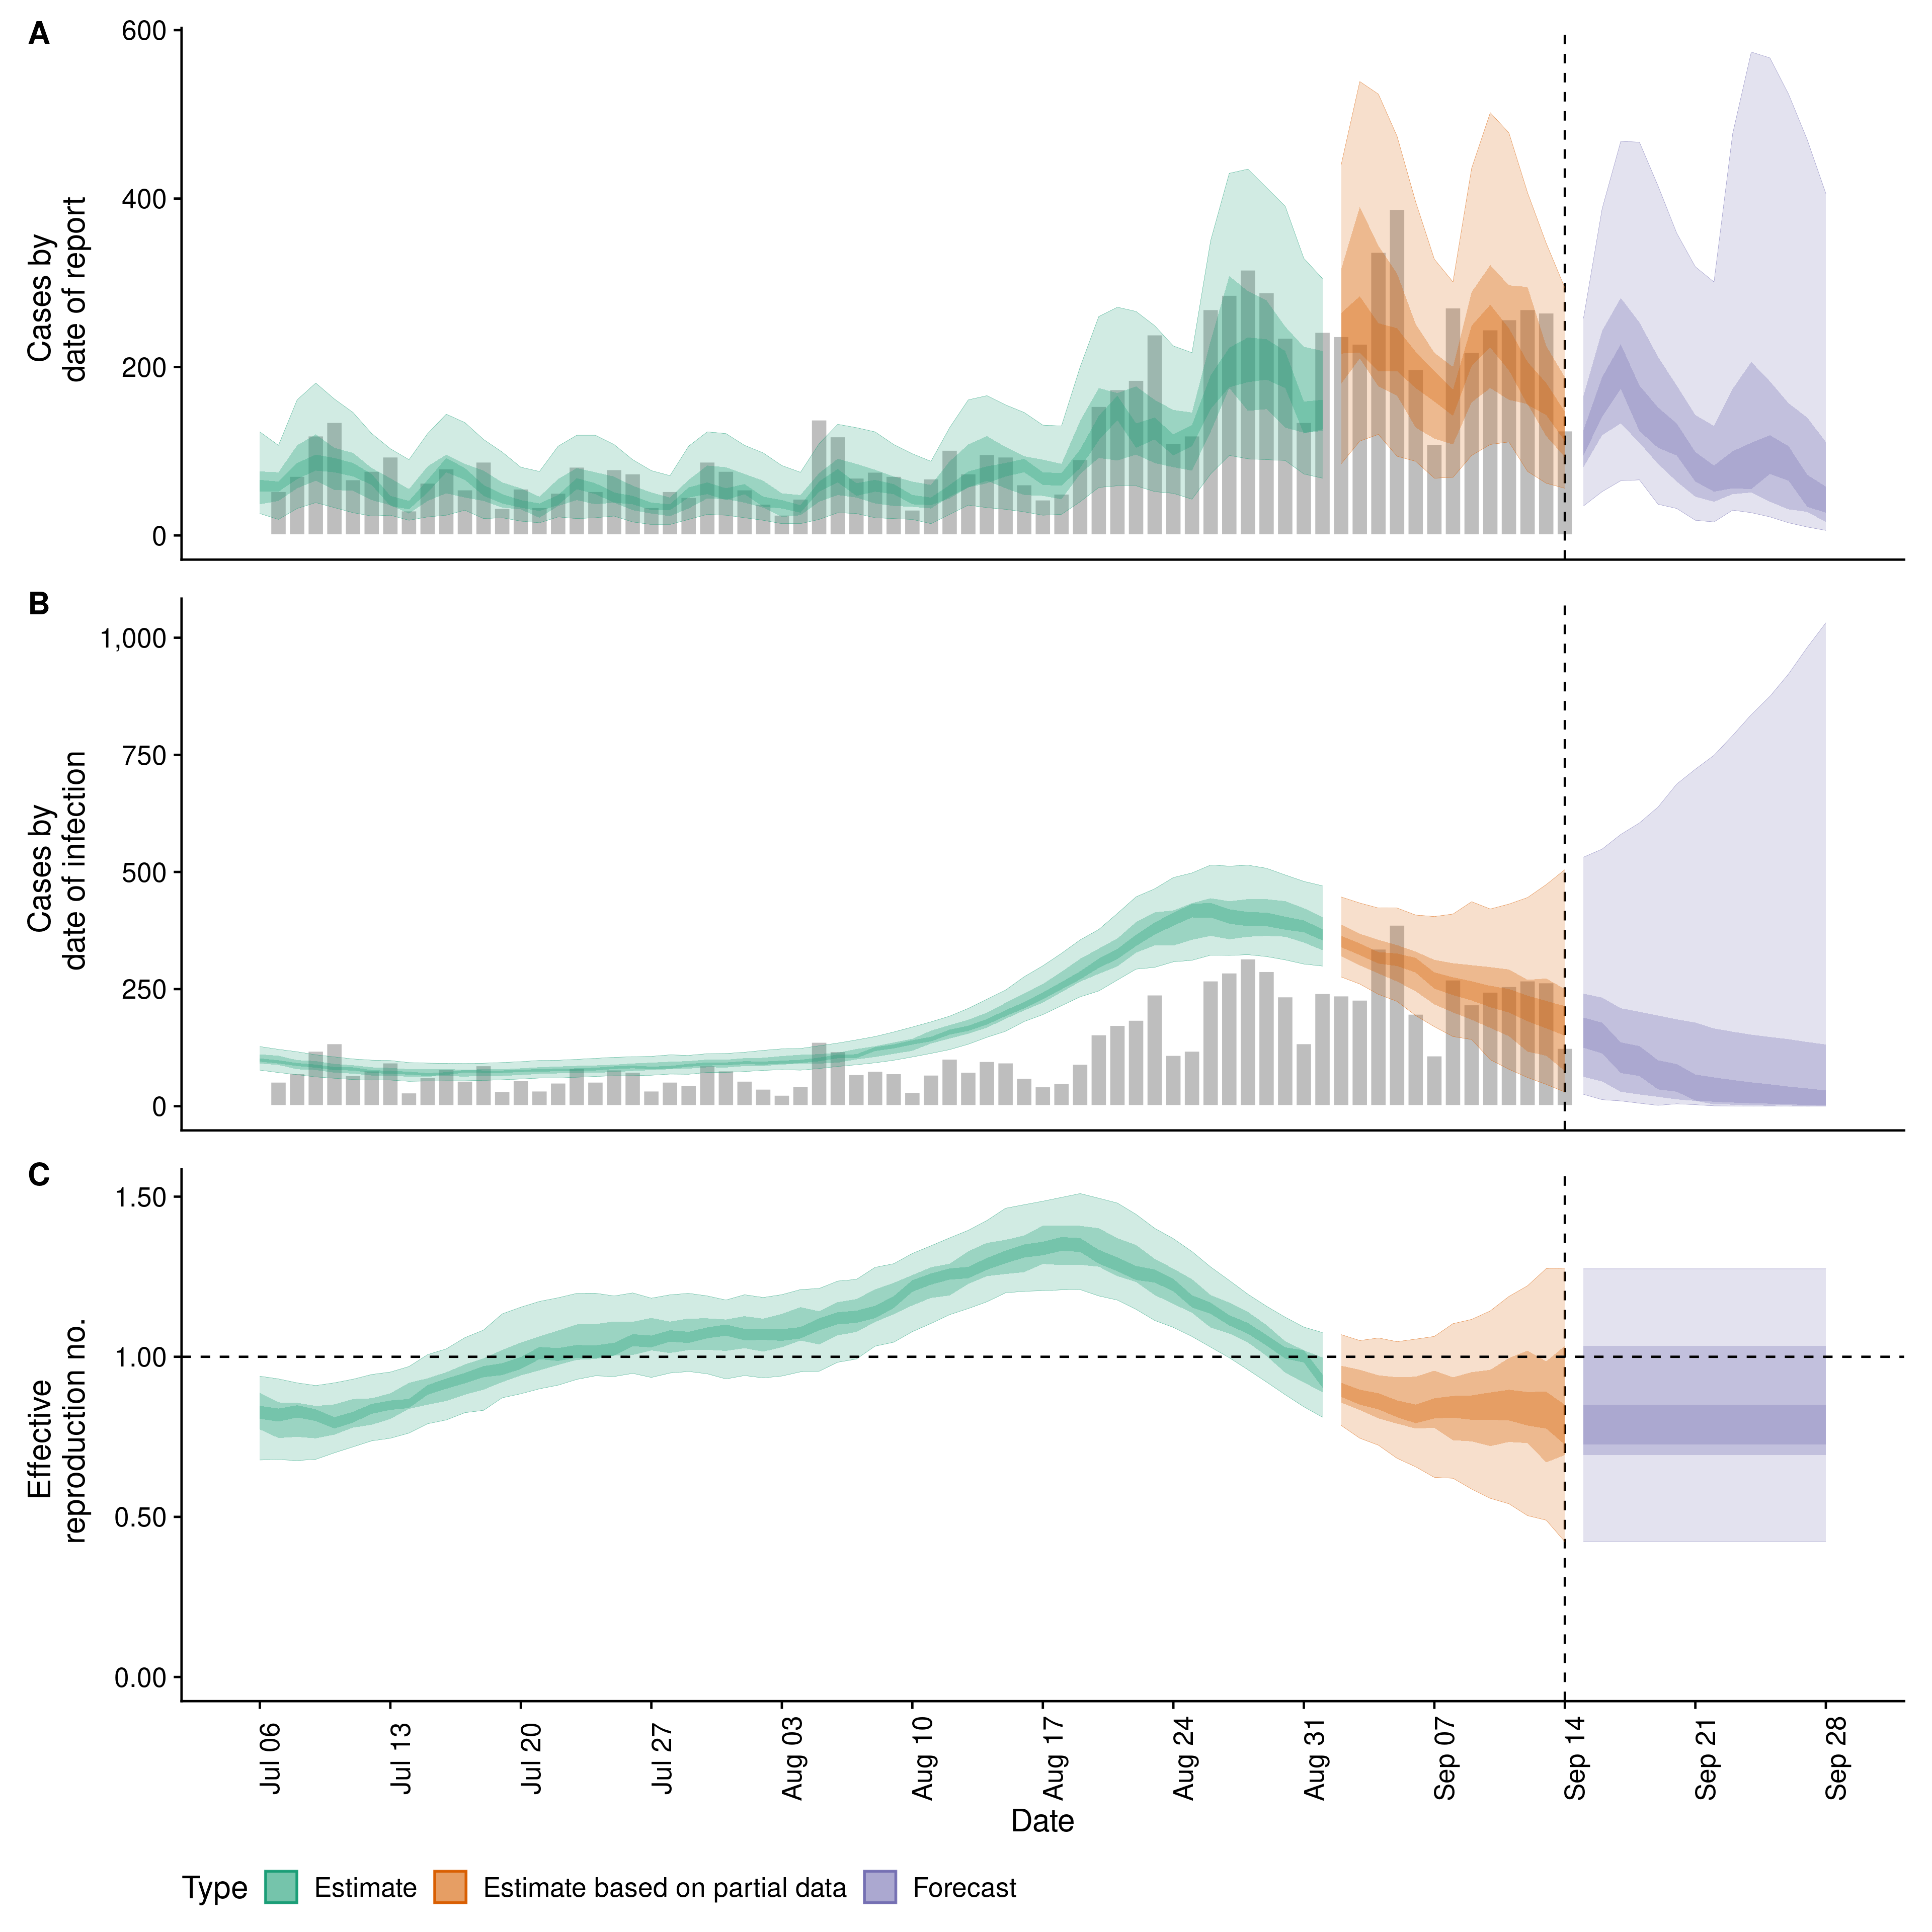 A
600
400
200
0
Cases by
date of report
B
1,000
750
500
250
0
Cases by
date of infection
C
1.50
1.00
0.50
0.00
Effective
reproduction no.
Jul 06
Jul 13
Jul 20
Jul 27
Aug 03
Aug 10
Aug 17
Aug 24
Aug 31
Sep 07
Sep 14
Sep 21
Sep 28
Date
Type Estimate Estimate based on partial data Forecast